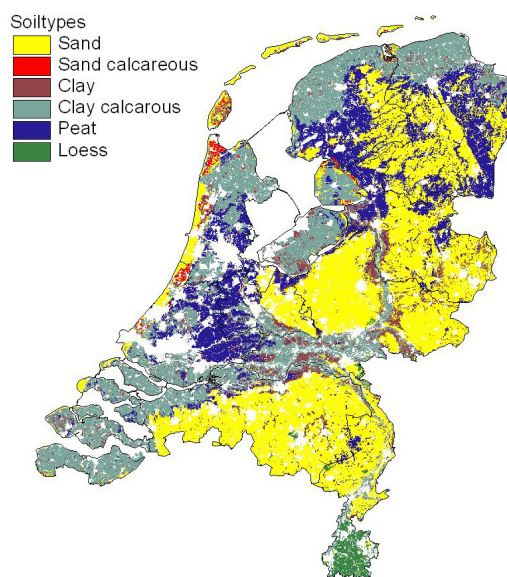 Soiltypes
Sand
Sand calcareous
Clay
Clay calcarous
Peat
Loess